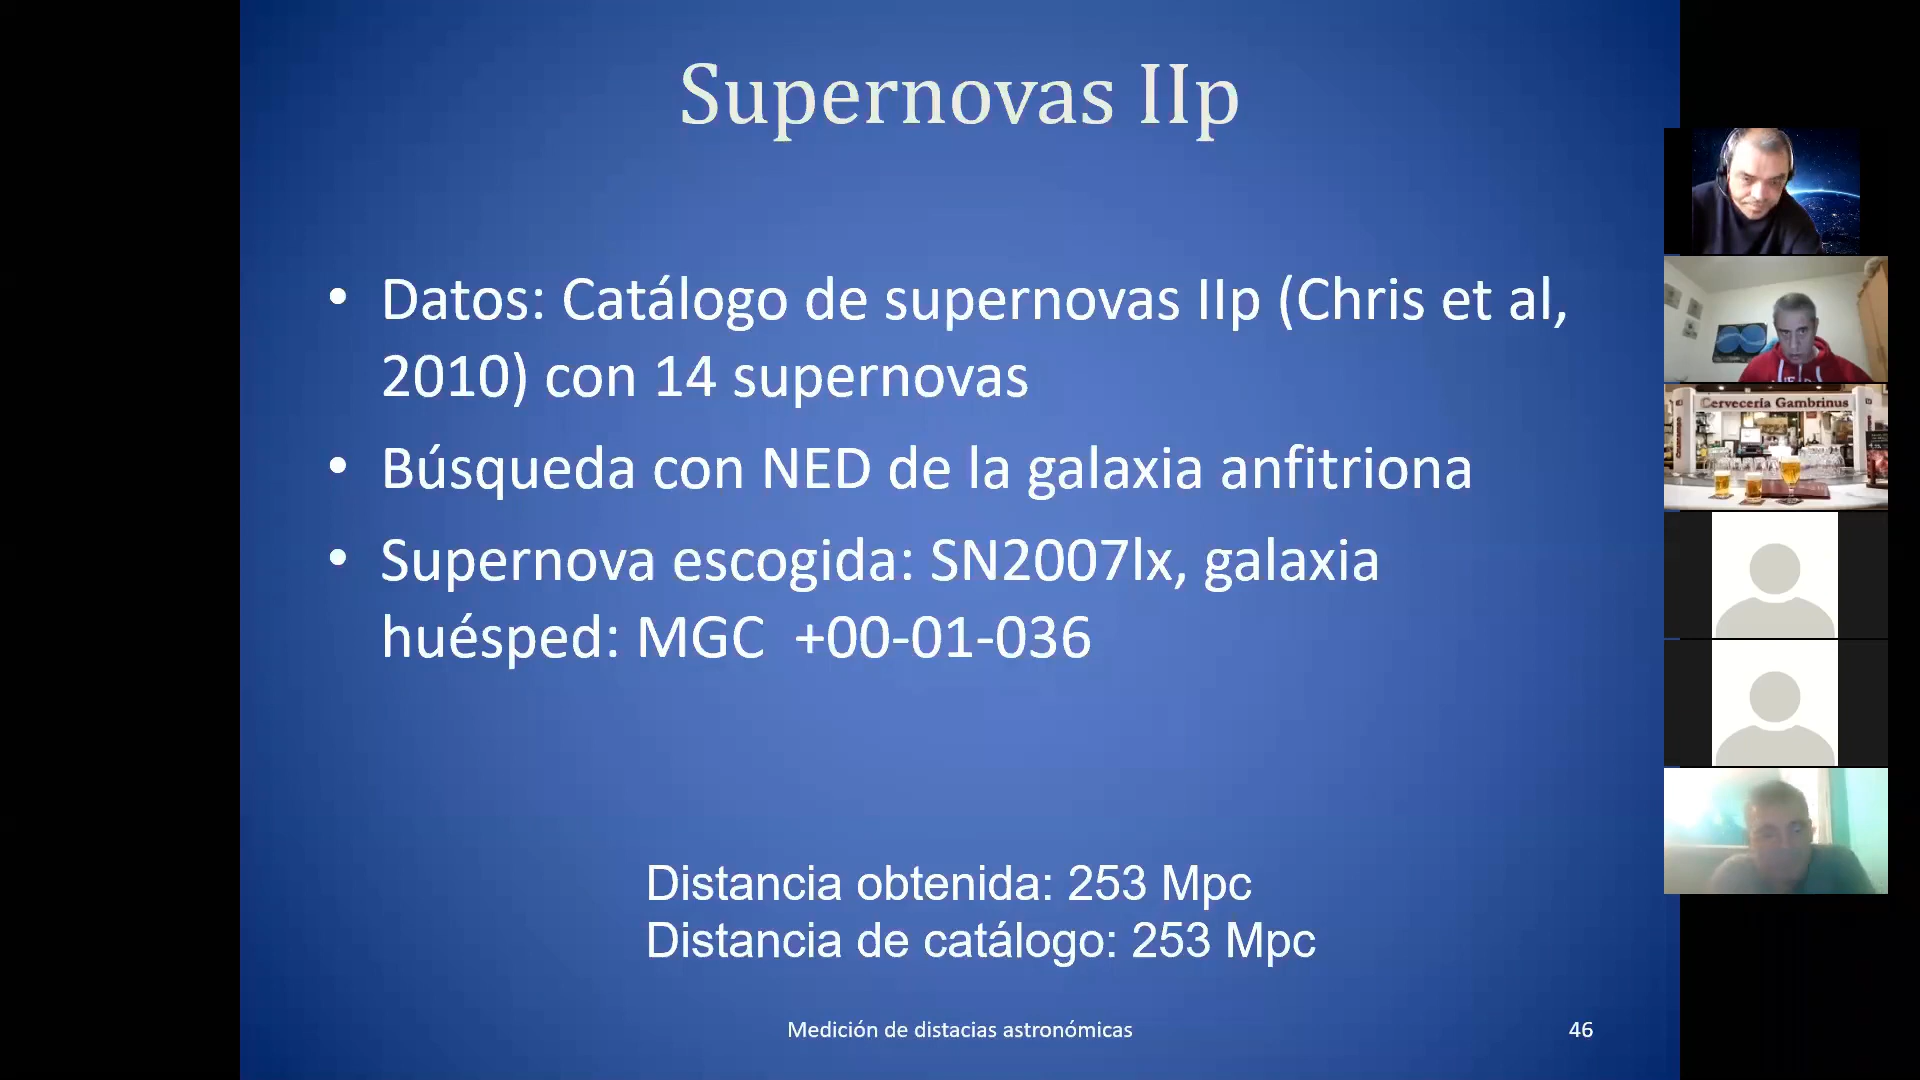 Supernovas IIp
• Datos: Catálogo de supernovas IIp (Chris et al,
2010) con 14 supernovas
• Búsqueda con NED de la galaxia anfitriona
• Supernova escogida: SN2007lx, galaxia
huésped: MGC +00-01-036
Distancia obtenida: 253 Mpc
Distancia de catálogo: 253 Mpc
Medición de distacias astronómicas
46
Cervecería Gambrinus